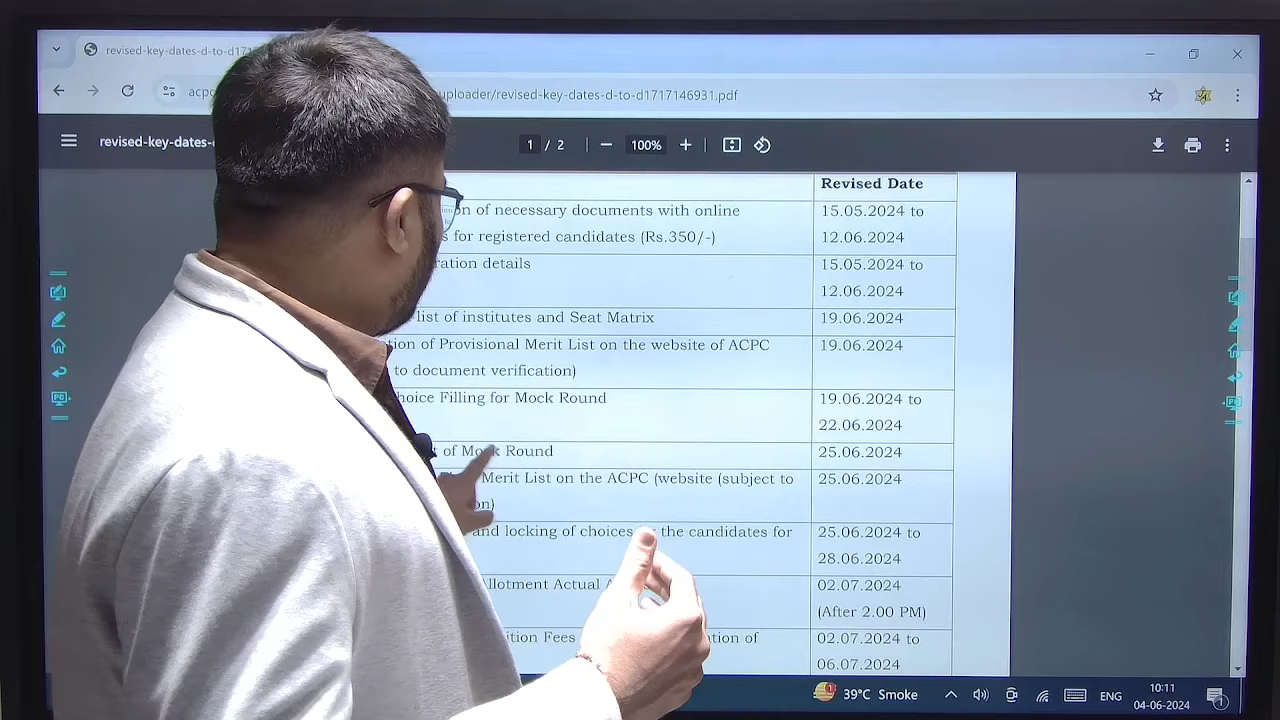 revised-key-dates-d-to-d171
acpc
uploader/revised-key-dates-d-to-d1717146931.pdf
revised-key-dates-
1 / 2
100%
Revised Date
of necessary documents with online
15.05.2024 to
for registered candidates (Rs.350/-)
12.06.2024
details
15.05.2024 to
12.06.2024
list of institutes and Seat Matrix
19.06.2024
of Provisional Merit List on the website of ACPC
19.06.2024
to document verification)
Filling for Mock Round
19.06.2024 to
22.06.2024
of Mock Round
25.06.2024
Merit List on the ACPC (website (subject to
25.06.2024
and locking of choices by the candidates for
25.06.2024 to
28.06.2024
Allotment Actual
02.07.2024
(After 2.00 PM)
Fees
of
02.07.2024 to
06.07.2024
1
39°C Smoke
ENG
10:11
04-06-2024
1